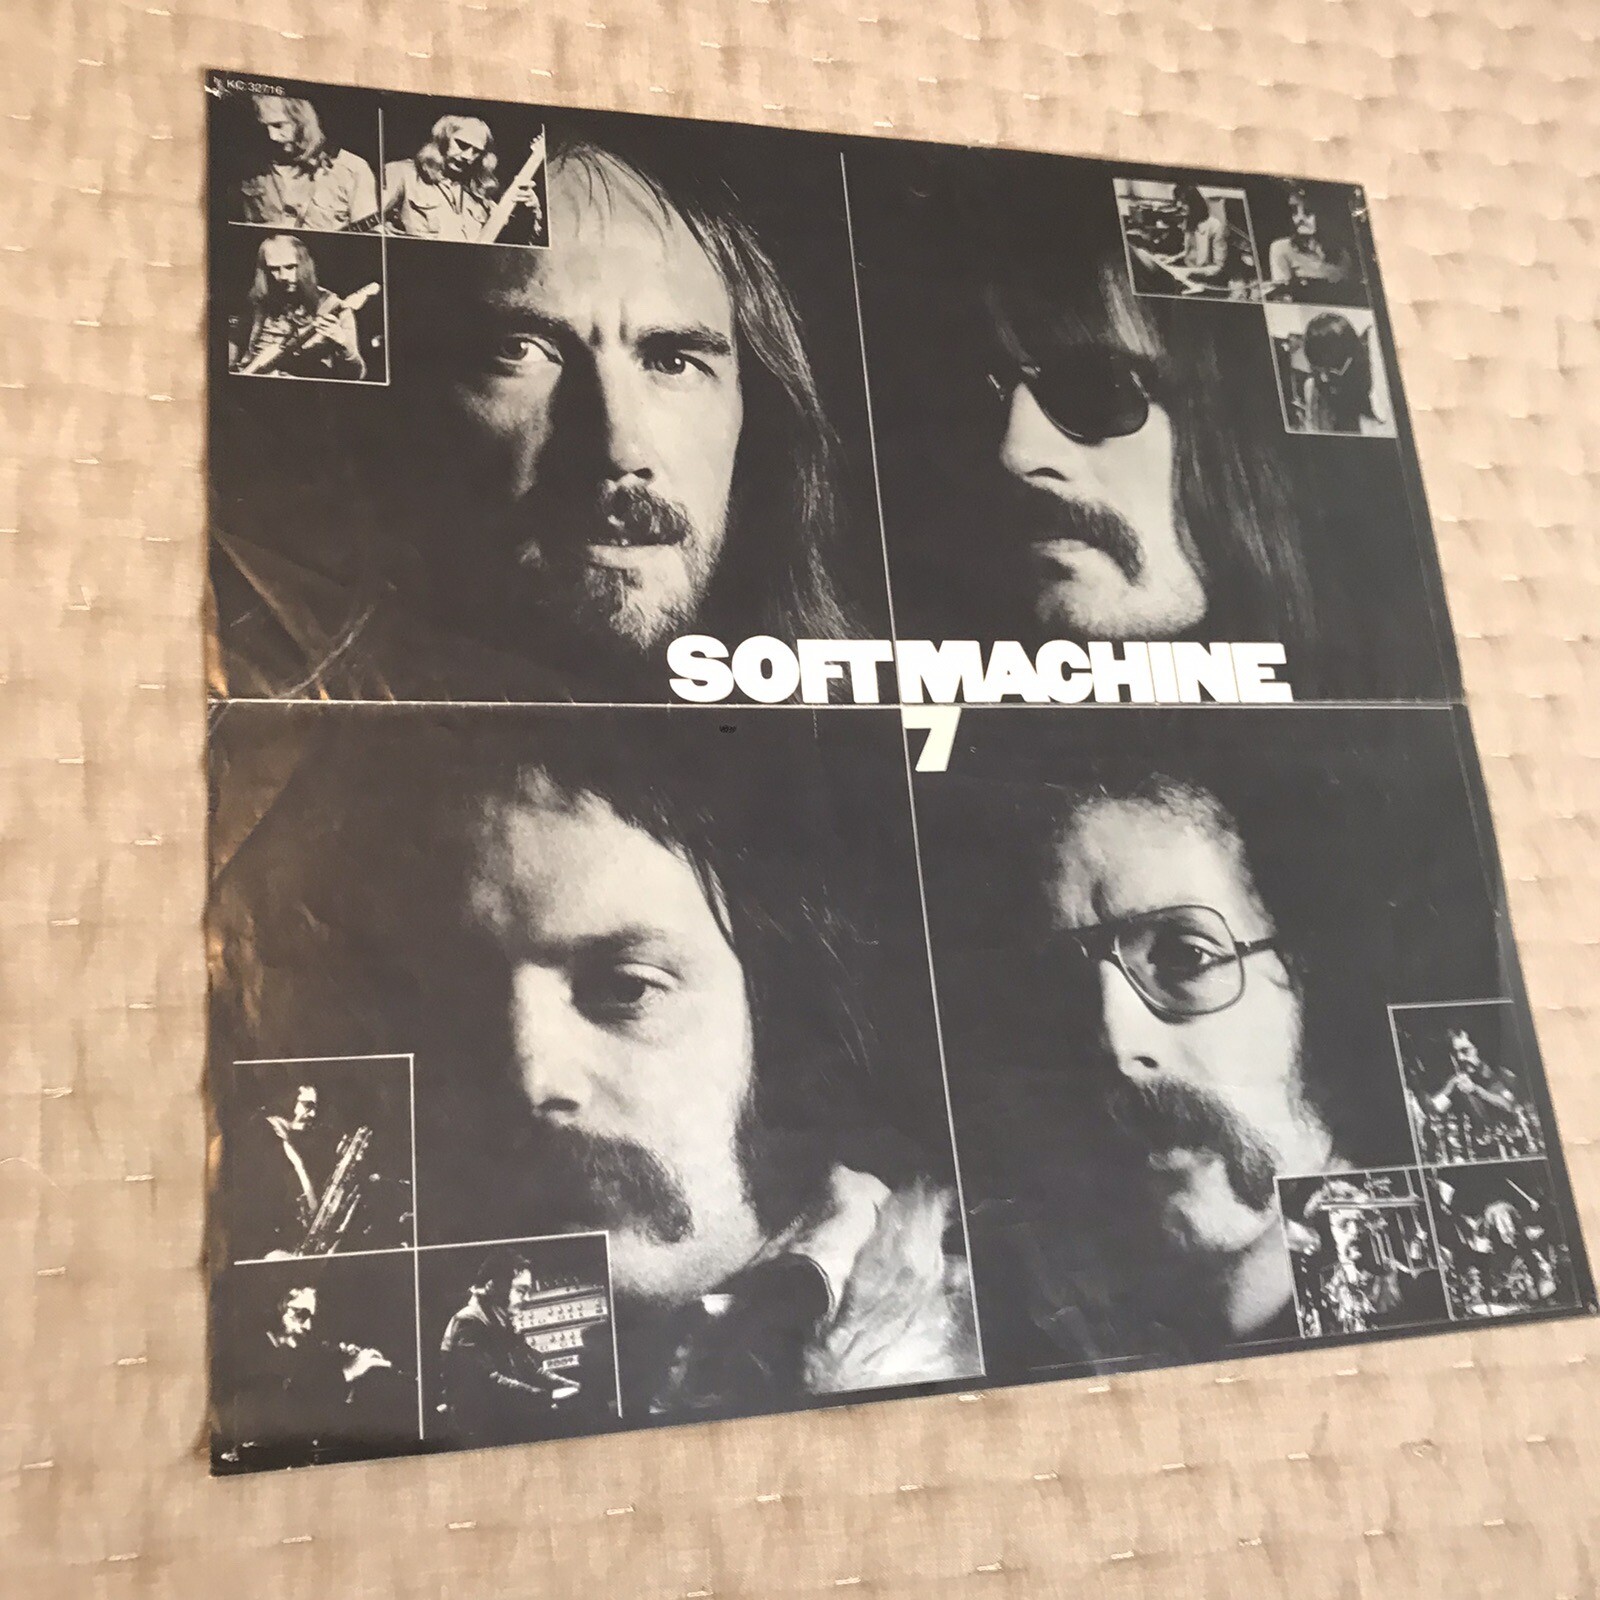 KC 32716
SOFT MACHINE
7